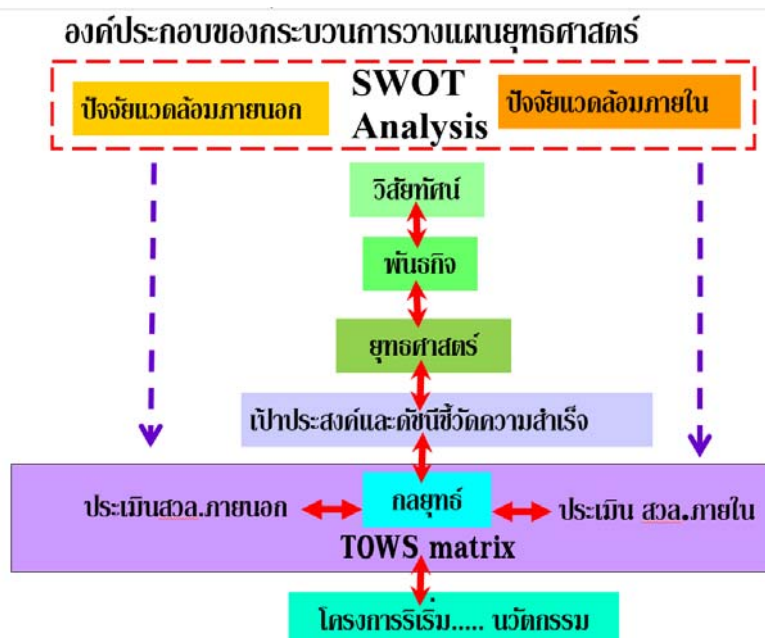 องค์ประกอบของกระบวนการวางแผนยุทธศาสตร์
ปัจจัยแวดล้อมภายนอก
SWOT
Analysis
ปัจจัยแวดล้อมภายใน
วิสัยทัศน์
พันธกิจ
ยุทธศาสตร์
เป้าประสงค์และดัชนีชี้วัดความสำเร็จ
ประเมินสวล.ภายนอก
กลยุทธ์
ประเมิน สวล.ภายใน
TOWS matrix
โครงการริเริ่ม..... นวัตกรรม